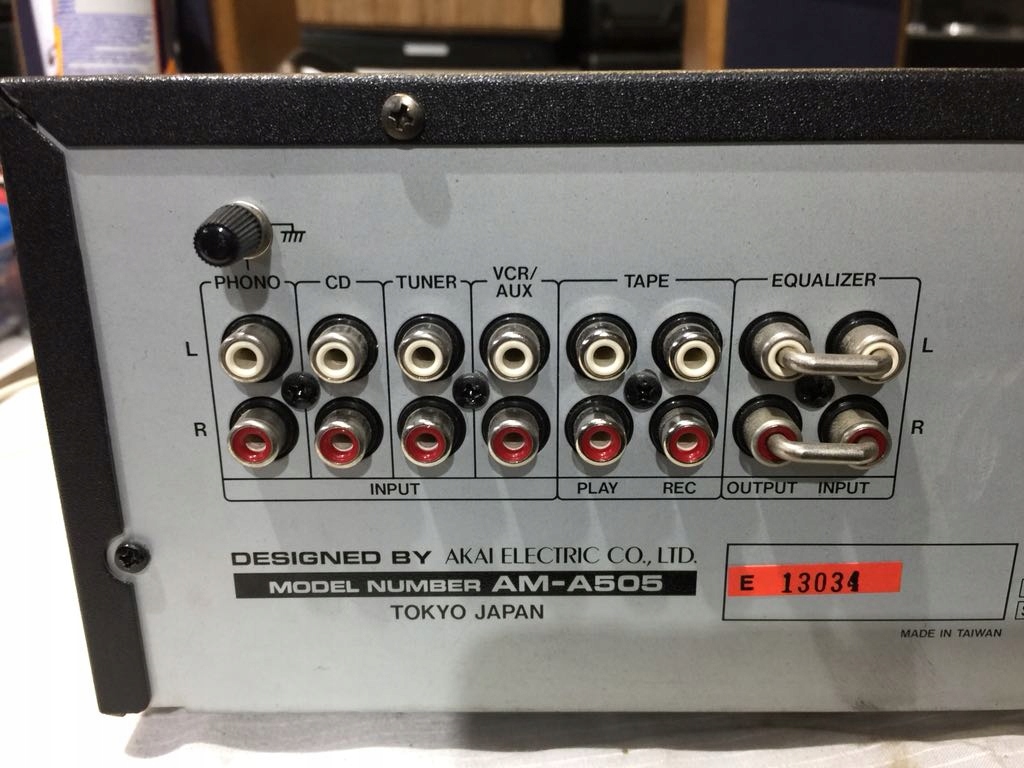 PHONO CD TUNER VCR/ AUX TAPE EQUALIZER
L L
R R
INPUT PLAY REC OUTPUT INPUT
DESIGNED BY AKAI ELECTRIC CO., LTD.
MODEL NUMBER AM-A505
TOKYO JAPAN
E 13034
MADE IN TAIWAN